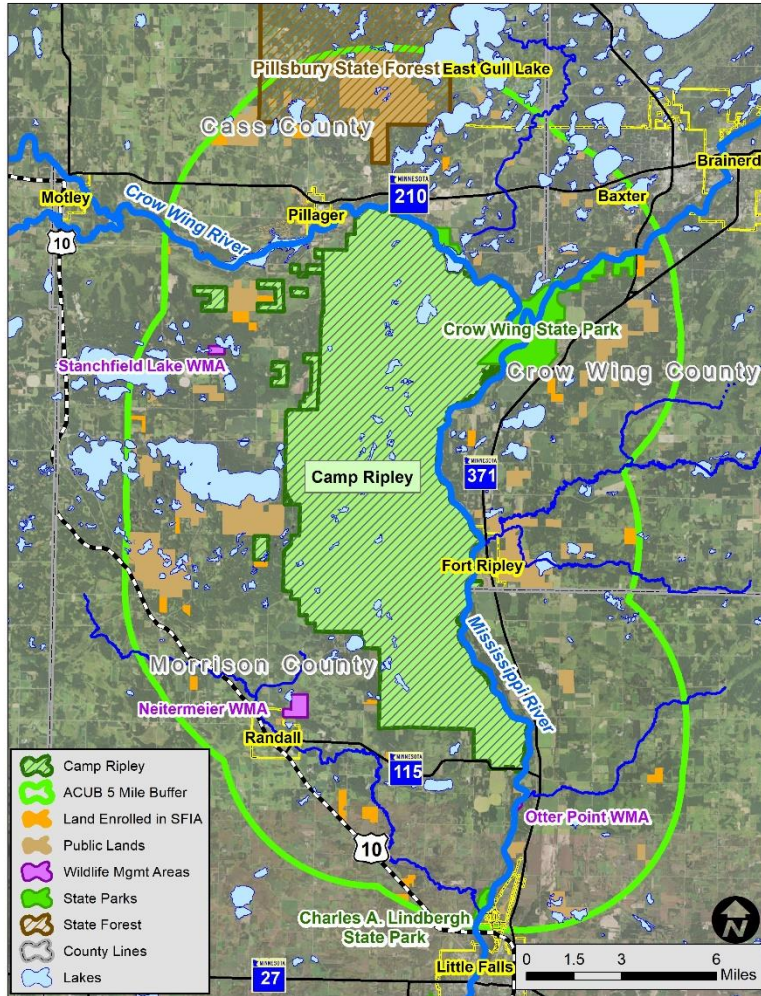 Pillsbury State Forest
East Gull Lake
Cass County
Brainerd
Motley
Pillager
MINNESOTA
210
Baxter
10
Crow Wing River
Crow Wing State Park
Stanchfield Lake WMA
Crow Wing County
Camp Ripley
MINNESOTA
371
Fort Ripley
Mississippi River
Morrison County
Neitermeier WMA
Randall
MINNESOTA
115
Otter Point WMA
10
Charles A. Lindbergh
State Park
Little Falls
MINNESOTA
27
Camp Ripley
ACUB 5 Mile Buffer
Land Enrolled in SFIA
Public Lands
Wildlife Mgmt Areas
State Parks
State Forest
County Lines
Lakes
N
0 1.5 3 6
Miles